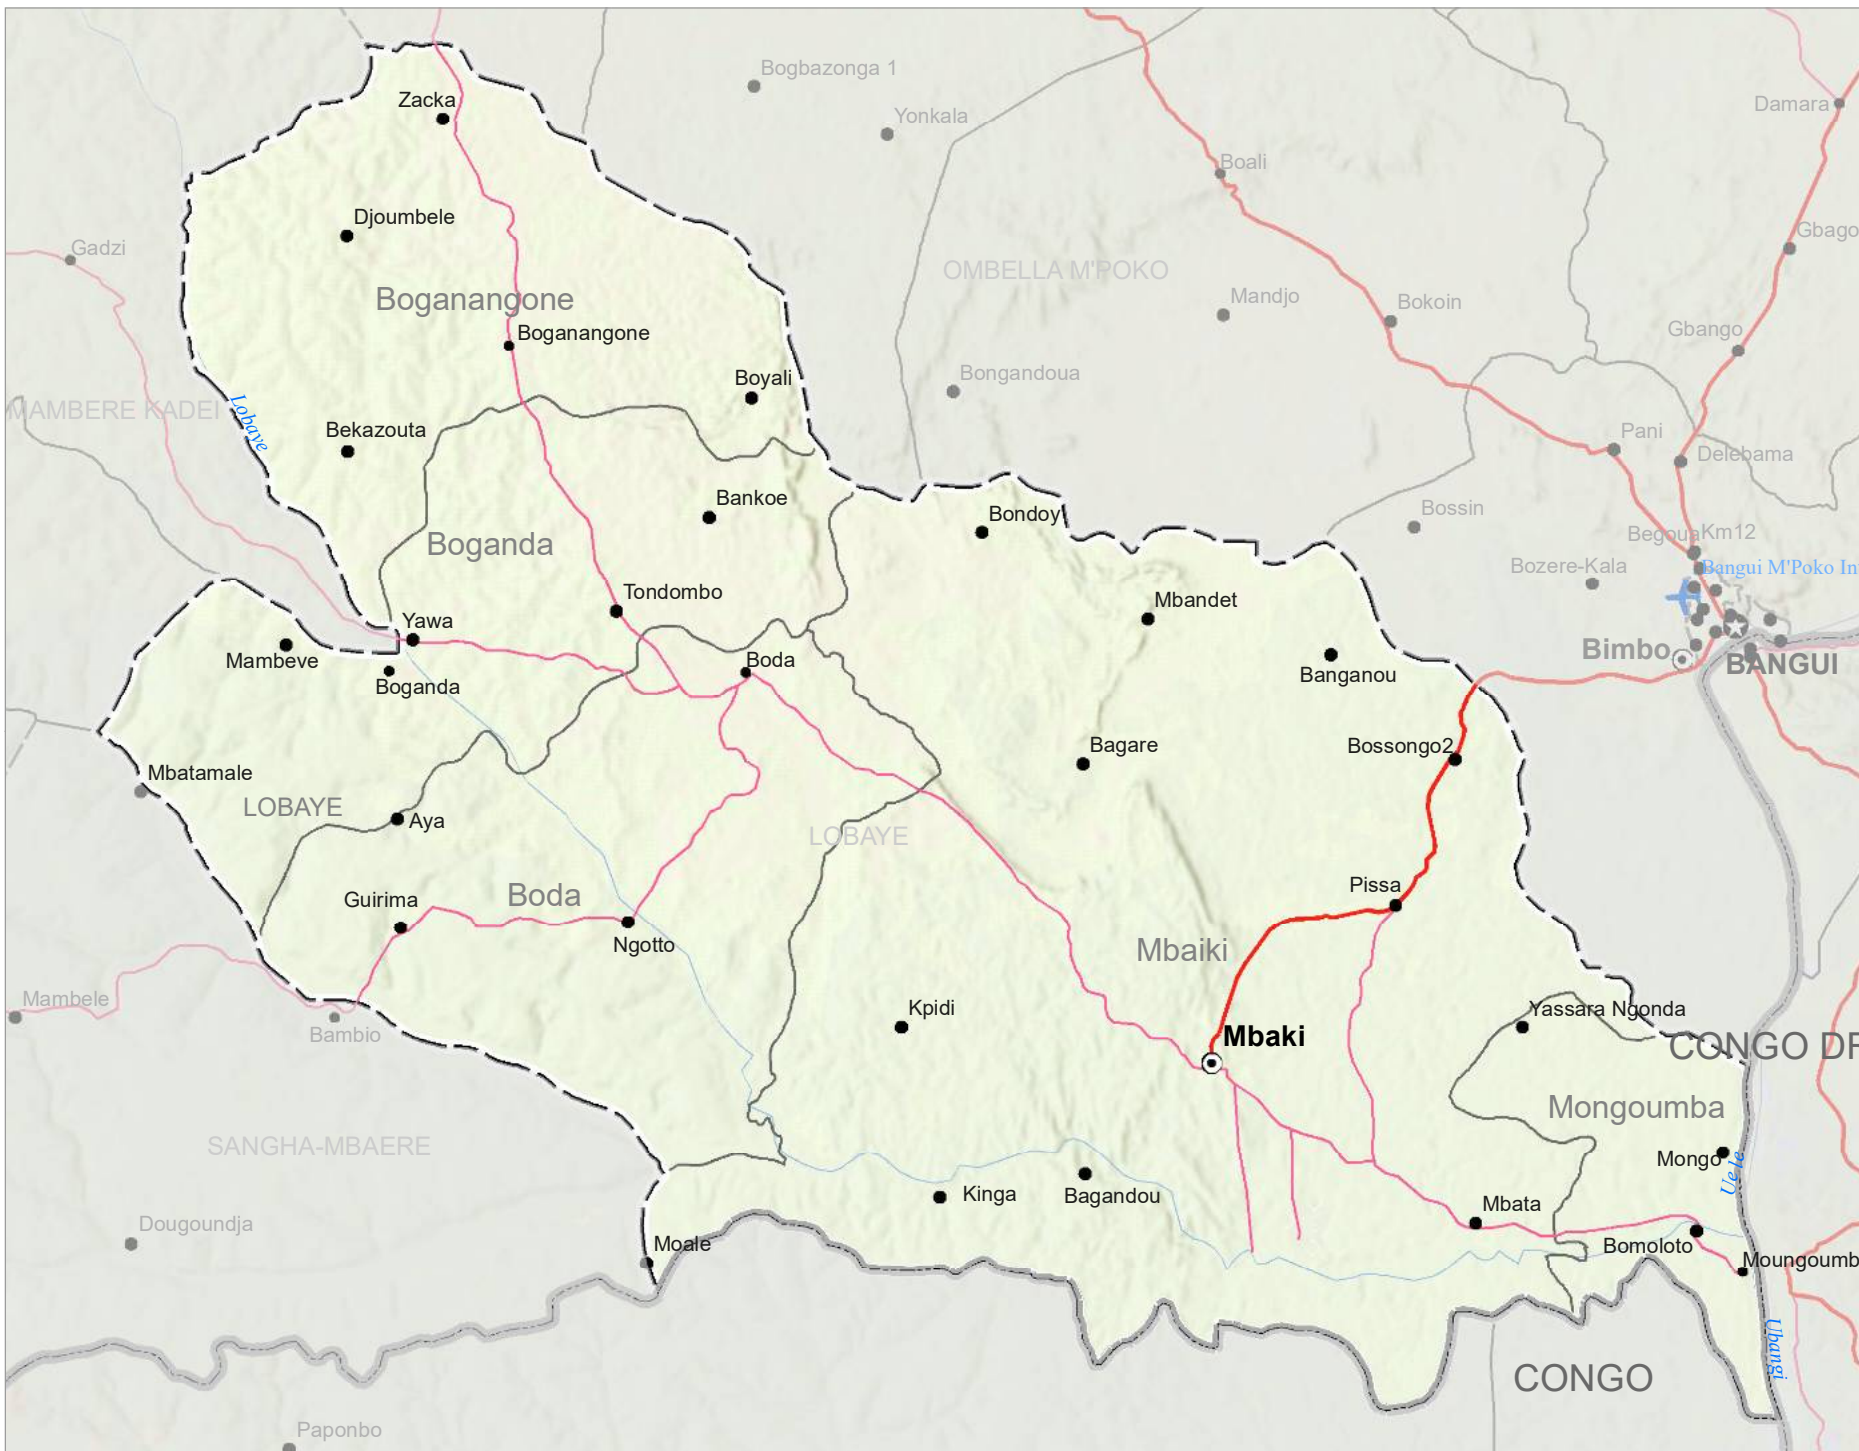 Bogbazonga 1
Zacka
Damara
Yonkala
Boali
Djoumbele
Gbago
Gadzi
OMBELLA M'POKO
Boganangone
Mandjo
Bokoin
Boganangone
Gbango
Bongandoua
Boyali
MAMBERE KADEI
Lobaye
Bekazouta
Pani
Delebama
Bankoe
Bossin
Bondoy
Begoua
Km12
Boganda
Bozere-Kala
Bangui M'Poko In
Tondombo
Mbandet
Yawa
Mambeve
Boda
Bimbo
BANGUI
Boganda
Banganou
Bagare
Bossongo2
Mbatamale
LOBAYE
Aya
LOBAYE
Guirima
Boda
Pissa
Ngotto
Mbaiki
Mambele
Kpidi
Yassara Ngonda
Bambio
Mbaki
CONGO DR
Mongoumba
SANGHA-MBAERE
Mongo
Uele
Kinga
Bagandou
Mbata
Dougoundja
Moale
Bomoloto
Moungoumb
Ubangi
CONGO
Paponbo